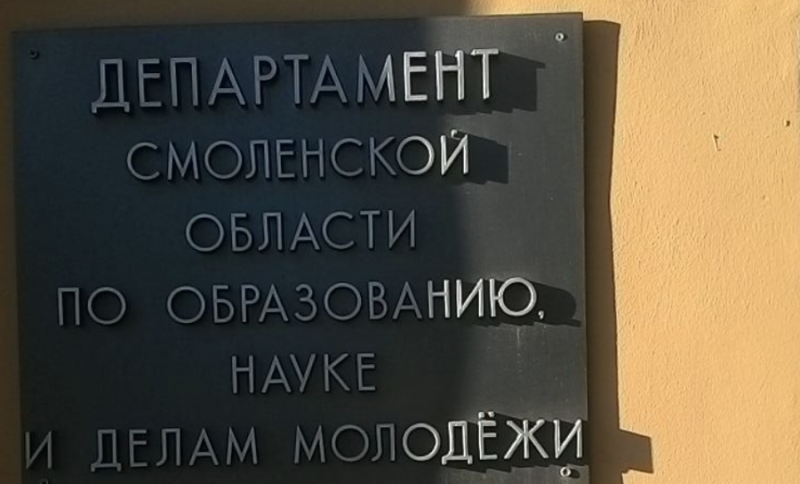 ДЕПАРТАМЕНТ
СМОЛЕНСКОЙ
ОБЛАСТИ
ПО ОБРАЗОВАНИЮ,
НАУКЕ
И ДЕЛАМ МОЛОДЁЖИ